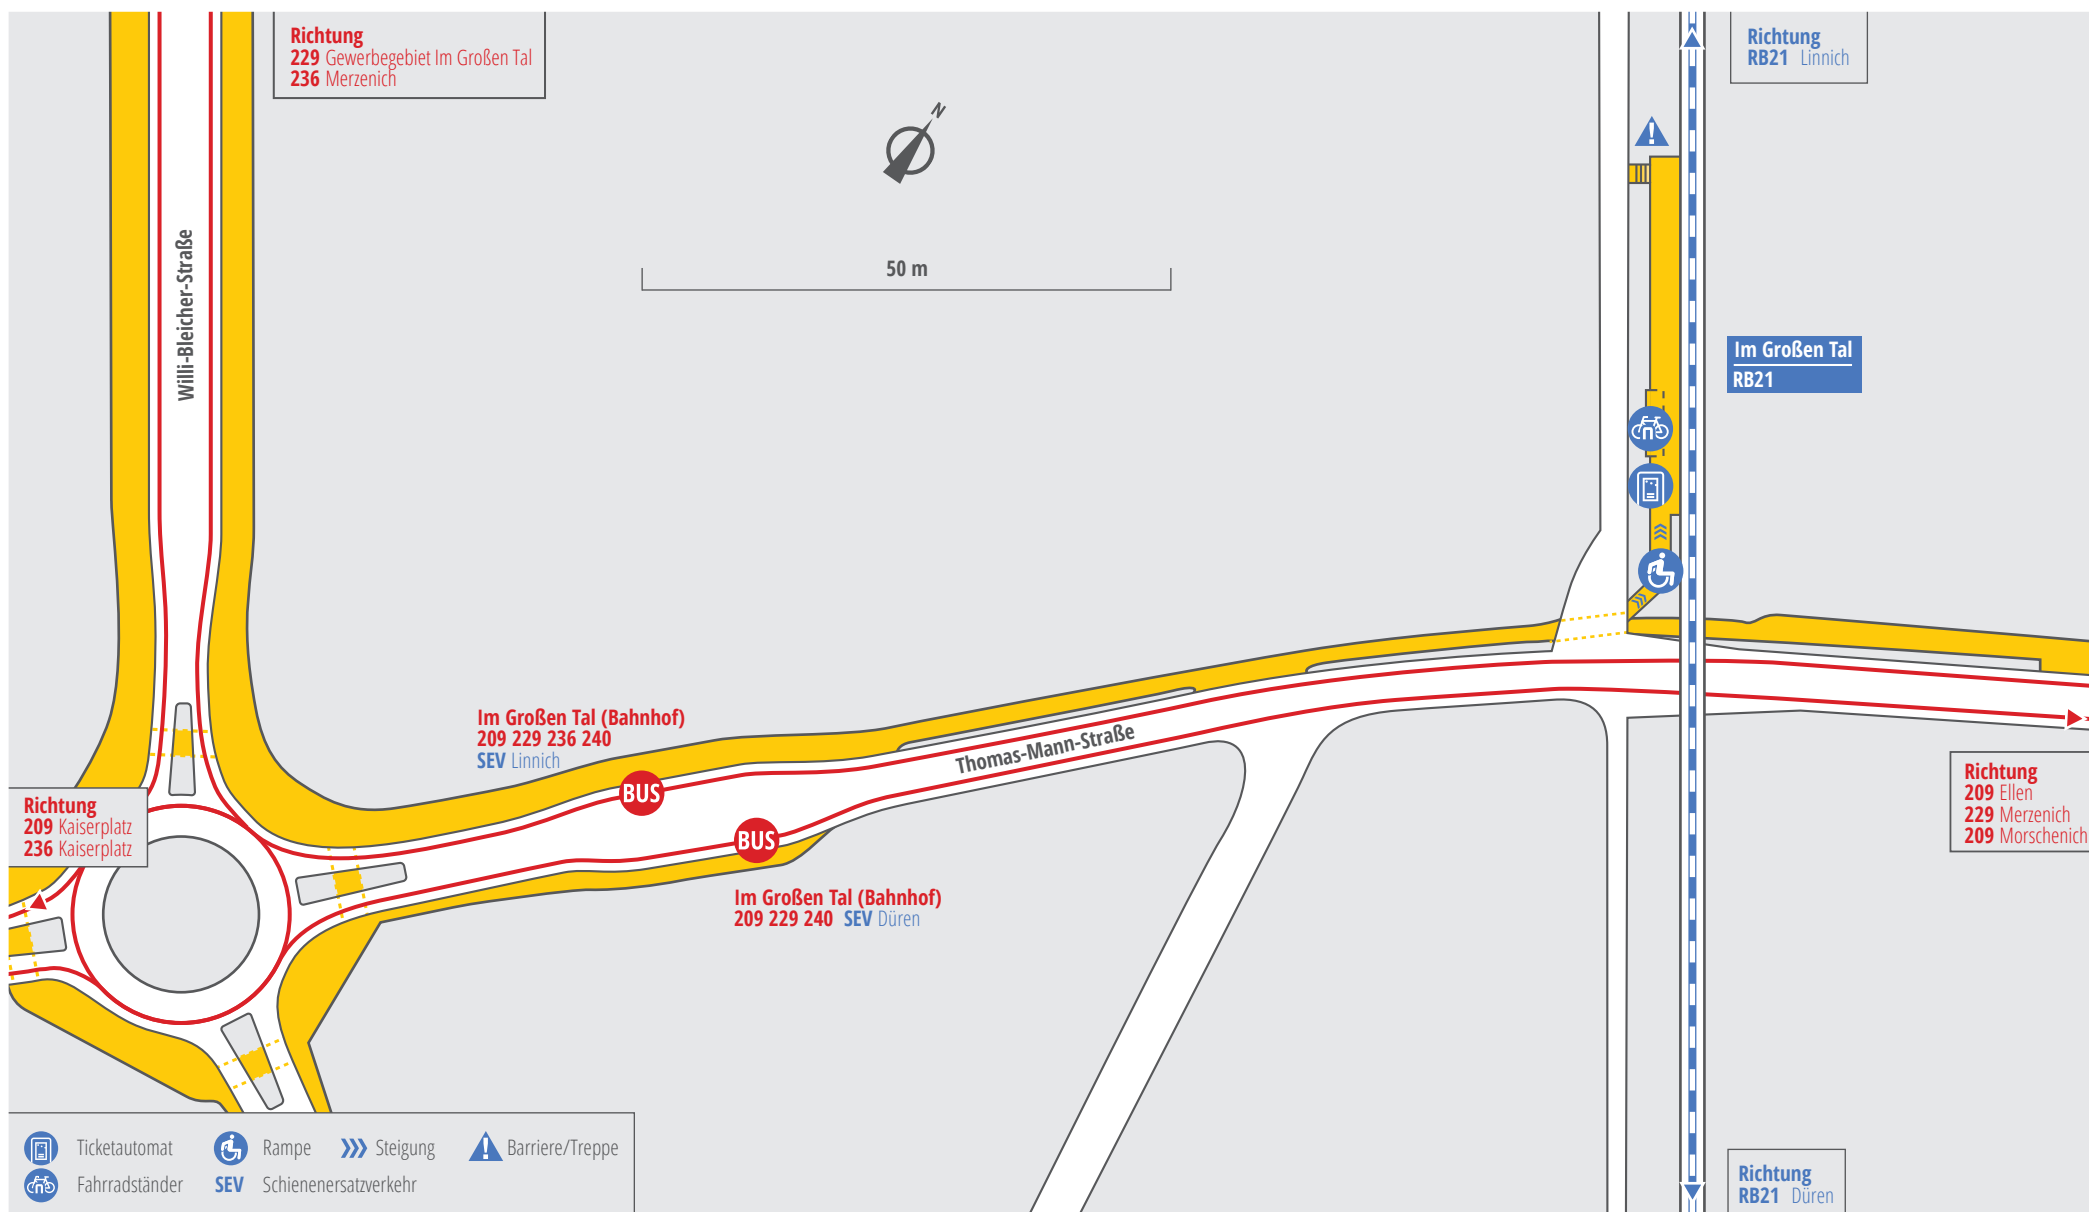 Richtung
229 Gewerbegebiet Im Großen Tal
236 Merzenich
N
Richtung
RB21 Linnich
50 m
Willi-Bleicher-Straße
Im Großen Tal
RB21
Im Großen Tal (Bahnhof)
209 229 236 240
SEV Linnich
BUS
Thomas-Mann-Straße
BUS
Im Großen Tal (Bahnhof)
209 229 240 SEV Düren
Richtung
209 Kaiserplatz
236 Kaiserplatz
Richtung
209 Ellen
229 Merzenich
209 Morschenich
Ticketautomat
Rampe
Steigung
Barriere/Treppe
Fahrradständer
SEV Schienenersatzverkehr
Richtung
RB21 Düren